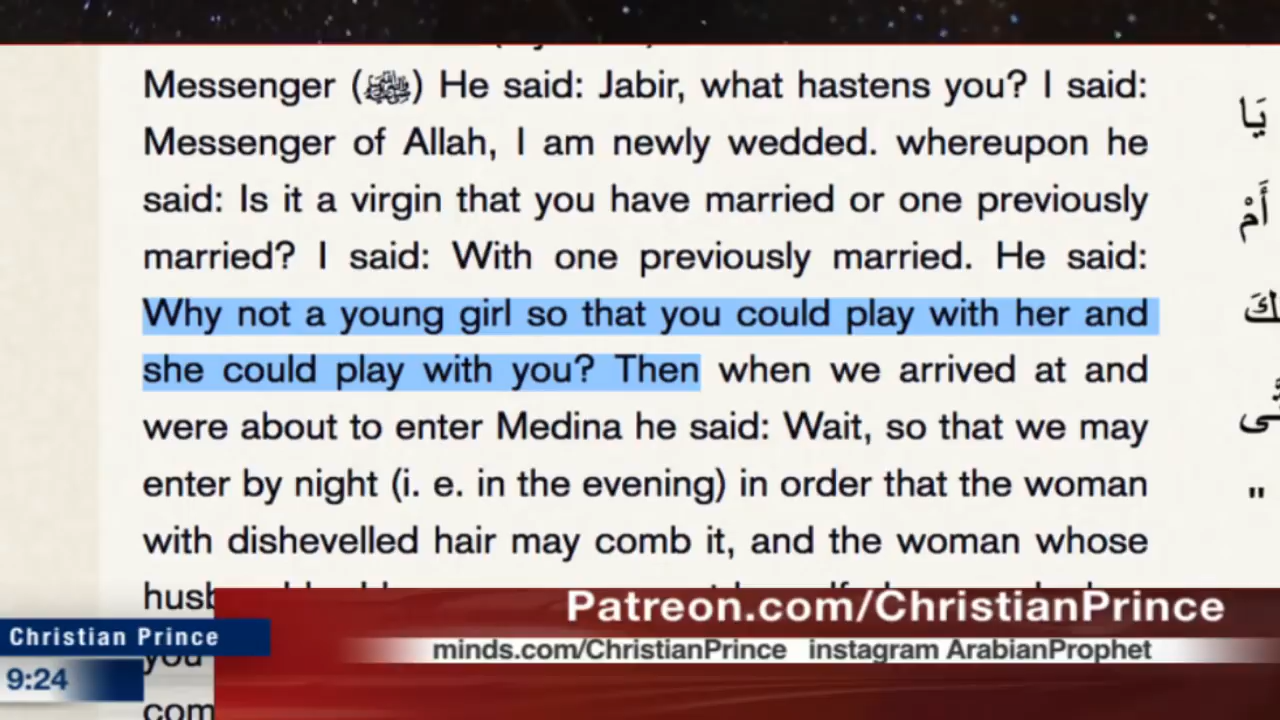 Messenger (ﷺ) He said: Jabir, what hastens you? I said:
Messenger of Allah, I am newly wedded. whereupon he
said: Is it a virgin that you have married or one previously
married? I said: With one previously married. He said:
Why not a young girl so that you could play with her and
she could play with you? Then when we arrived at and
were about to enter Medina he said: Wait, so that we may
enter by night (i. e. in the evening) in order that the woman
with dishevelled hair may comb it, and the woman whose
you
com
يَا
أَمْ
"
Patreon.com/ChristianPrince
Christian Prince
minds.com/ChristianPrince instagram ArabianProphet
9:24